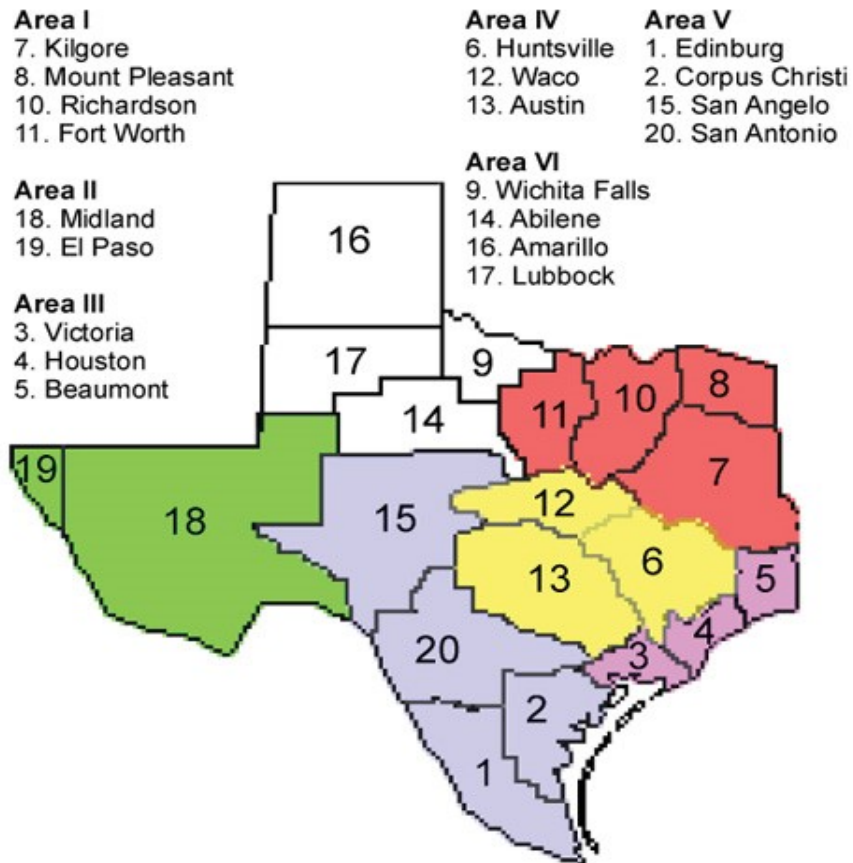 Area I
7. Kilgore
8. Mount Pleasant
10. Richardson
11. Fort Worth
Area II
18. Midland
19. El Paso
Area III
3. Victoria
4. Houston
5. Beaumont
Area IV
6. Huntsville
12. Waco
13. Austin
Area V
1. Edinburg
2. Corpus Christi
15. San Angelo
20. San Antonio
Area VI
9. Wichita Falls
14. Abilene
16. Amarillo
17. Lubbock
16
17
9
14
11
10
8
7
19
18
15
12
13
6
5
4
3
20
2
1